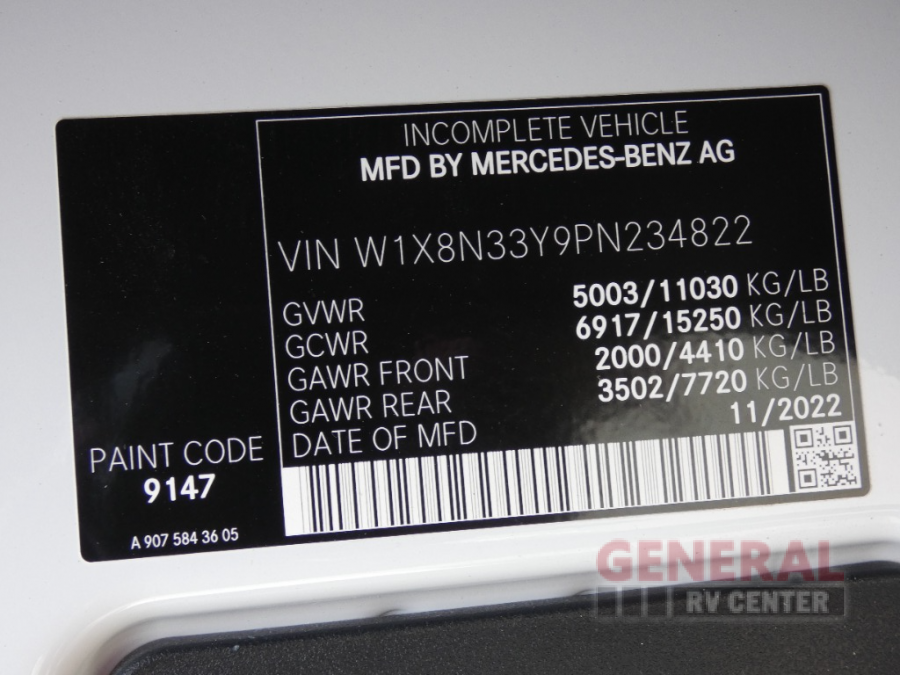 INCOMPLETE VEHICLE
MFD BY MERCEDES-BENZ AG
VIN W1X8N33Y9PN234822
GVWR 5003/11030 KG/LB
GCWR 6917/15250 KG/LB
GAWR FRONT 2000/4410 KG/LB
GAWR REAR 3502/7720 KG/LB
DATE OF MFD 11/2022
PAINT CODE
9147
A 907 584 36 05
GENERAL
RV CENTER